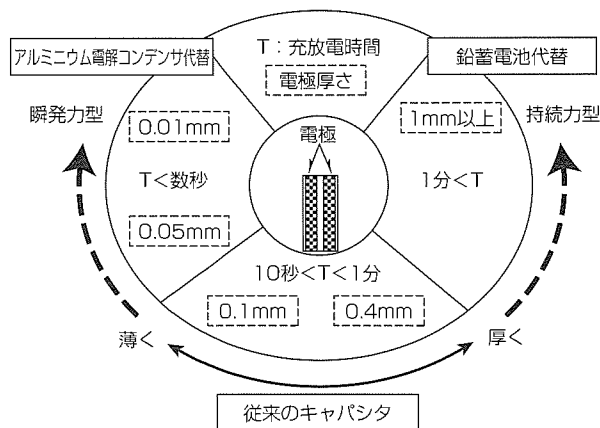 T：充放電時間
電極厚さ
アルミニウム電解コンデンサ代替
鉛蓄電池代替
瞬発力型
持続力型
0.01mm
1mm以上
電極
T＜数秒
1分＜T
0.05mm
10秒＜T＜1分
0.1mm
0.4mm
薄く
厚く
従来のキャパシタ